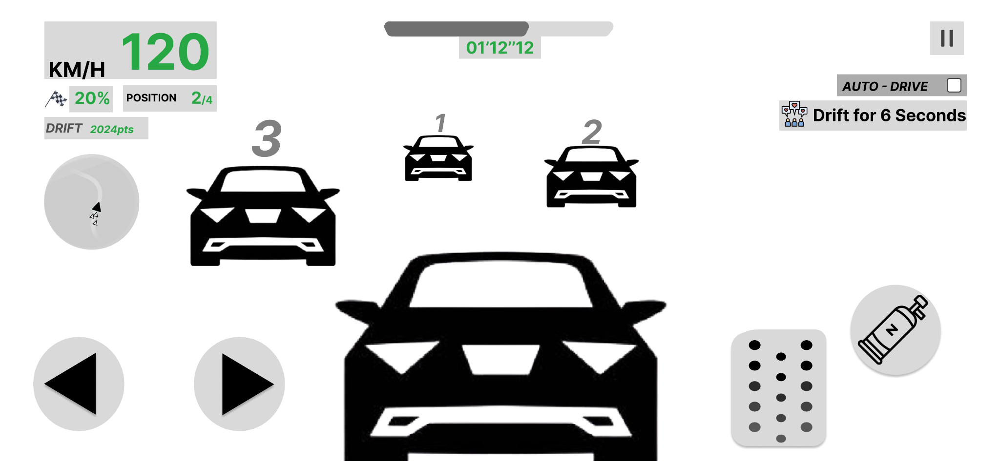 120
KM/H
01’12’’12
20%
POSITION 2/4
DRIFT 2024pts
AUTO - DRIVE
Drift for 6 Seconds
3
1
2
N